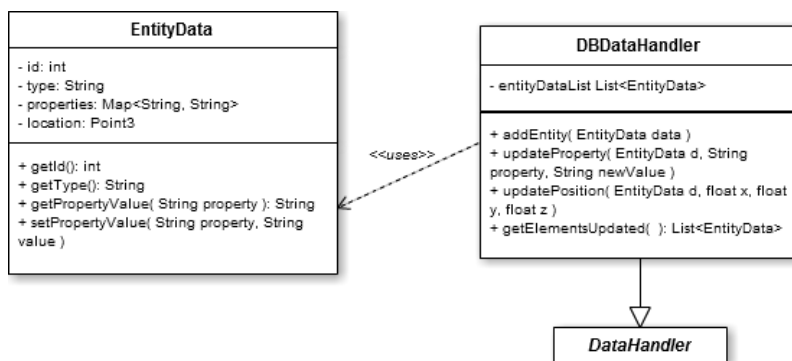 EntityData
- id: int
- type: String
- properties: Map<String, String>
- location: Point3
+ getId(): int
+ getType(): String
+ getPropertyValue( String property ): String
+ setPropertyValue( String property, String
value )
<<uses>>
DBDataHandler
- entityDataList List<EntityData>
+ addEntity( EntityData data )
+ updateProperty( EntityData d, String
property, String newValue )
+ updatePosition( EntityData d, float x, float
y, float z )
+ getElementsUpdated(  ): List<EntityData>
DataHandler